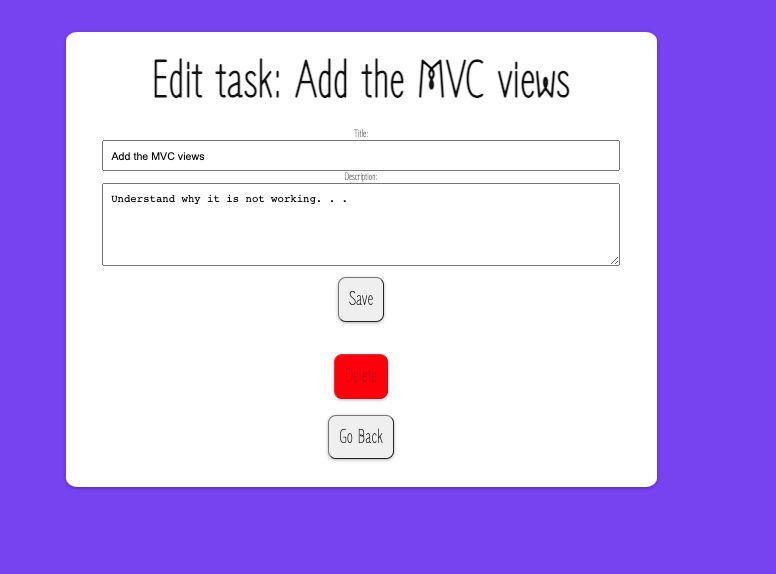 Edit task: Add the MVC views
Title:
Add the MVC views
Description:
Understand why it is not working. . .
Save
Delete
Go Back